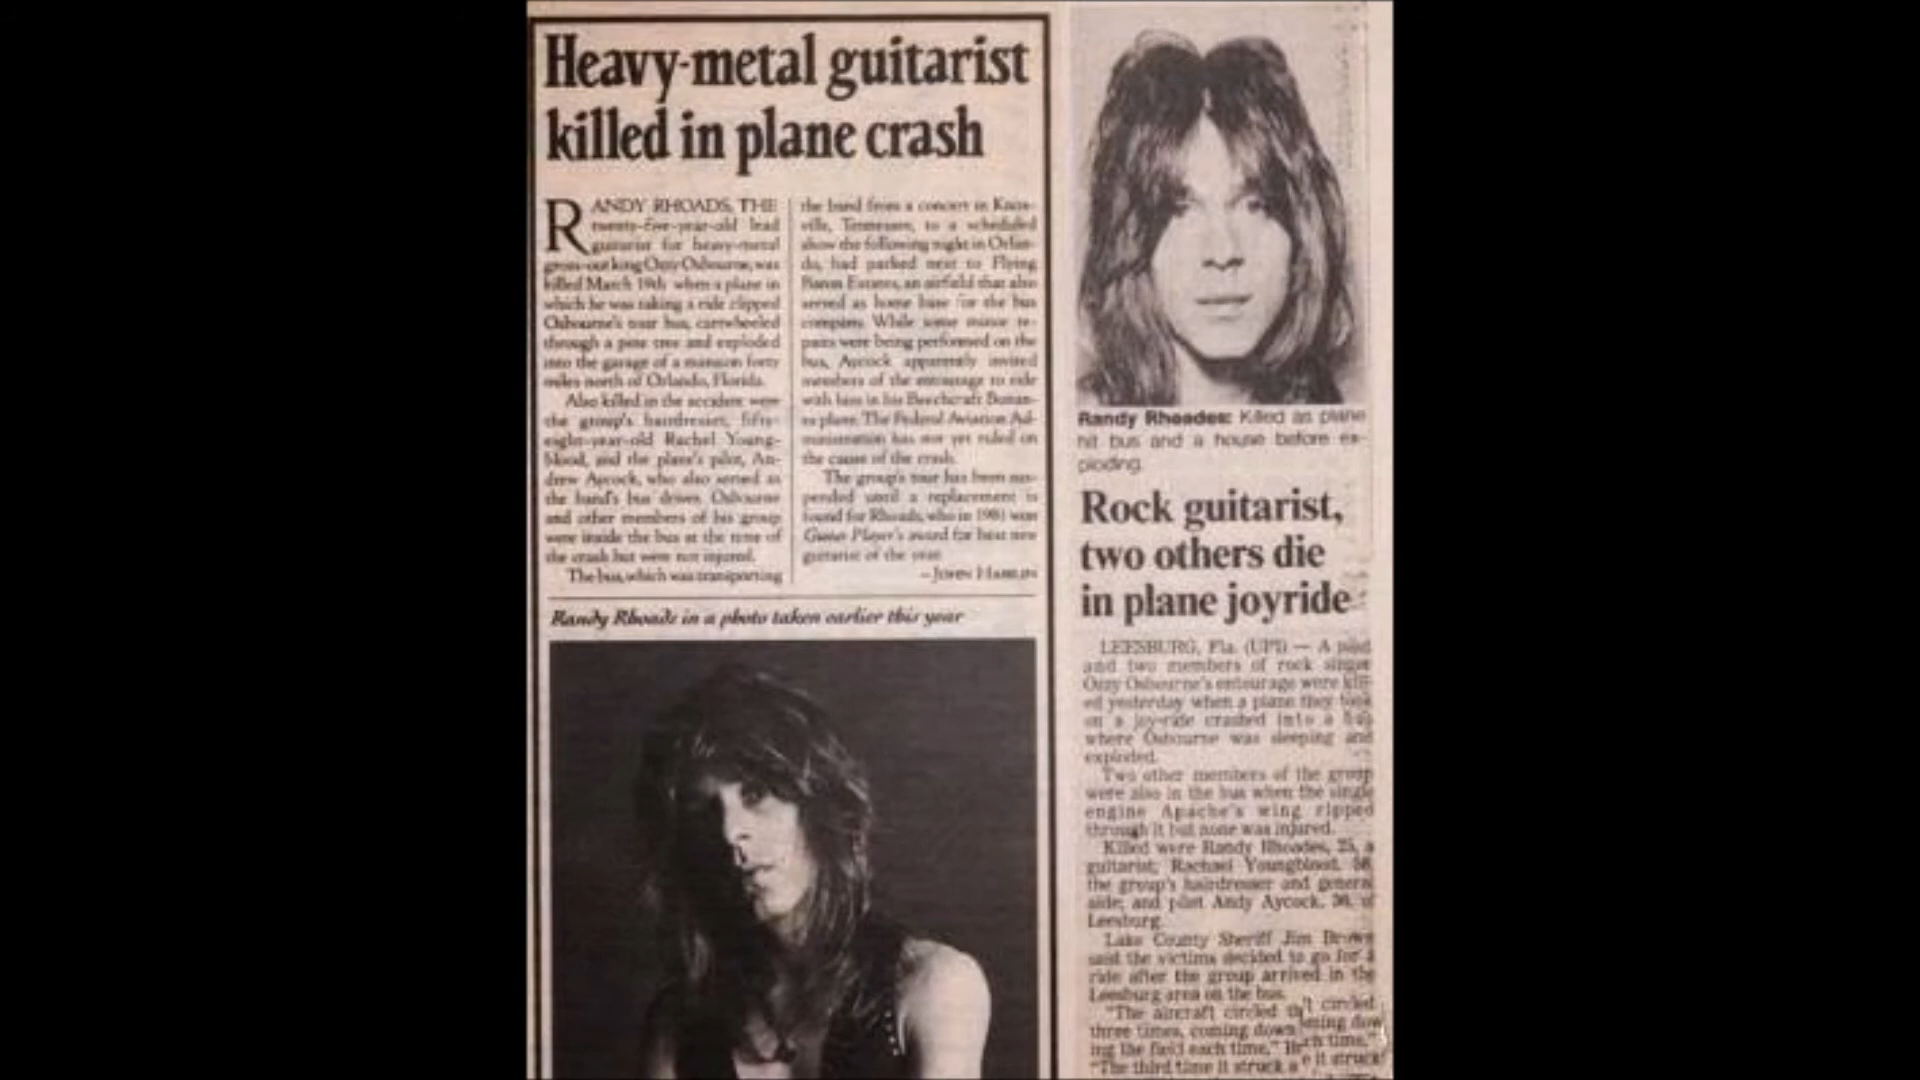 Heavy-metal guitarist
killed in plane crash
RANDY RHOADS, THE
twenty-five-year-old lead
guitarist for heavy-metal
gross-out king Ozzy Osbourne, was
killed March 19th when a plane in
which he was taking a ride clipped
Osbourne's tour bus, cartwheeled
through a pine tree and exploded
into the garage of a mansion forty
miles north of Orlando, Florida.
Also killed in the accident were
the group's hairdresser, fifty-
eight-year-old Rachel Young-
blood, and the plane's pilot, An-
drew Aycock, who also served as
the band's bus driver. Osbourne
and other members of his group
were inside the bus at the time of
the crash but were not injured.
The bus, which was transporting
the band from a concert in Knox-
ville, Tennessee, to a scheduled
show the following night in Orlan-
do, had parked next to Flying
Baron Estates, an airfield that also
served as home base for the bus
company. While some minor re-
pairs were being performed on the
bus, Aycock apparently invited
members of the entourage to ride
with him in his Beechcraft Bonan-
za plane. The Federal Aviation Ad-
ministration has not yet ruled on
the cause of the crash.
The group's tour has been sus-
pended until a replacement is
found for Rhoads, who in 1981 won
Guitar Player's award for best new
guitarist of the year.
– JOHN
Randy Rhoads in a photo taken earlier this year
Randy Rhoades: Killed as plane
hit bus and a house before ex-
ploding.
Rock guitarist,
two others die
in plane joyride
LEESBURG, Fla. (UPI) — A pilot
and two members of rock singer
Ozzy Osbourne's entourage were kill-
ed yesterday when a plane they took
on a joy-ride crashed into a bus
where Osbourne was sleeping and
exploded.
Two other members of the group
were also in the bus when the single
engine Apache's wing ripped
through it but none was injured.
Killed were Randy Rhoades, 25, a
guitarist; Rachael Youngblood, 58,
the group's hairdresser and general
aide; and pilot Andy Aycock, 36, of
Leesburg.
Lake County Sheriff Jim Brown
said the victims decided to go for a
ride after the group arrived in the
Leesburg area on the bus.
"The aircraft circled 't circled
three times, coming down ming dow
ing the field each time," ch time,"
"The third time it struck a e it struck